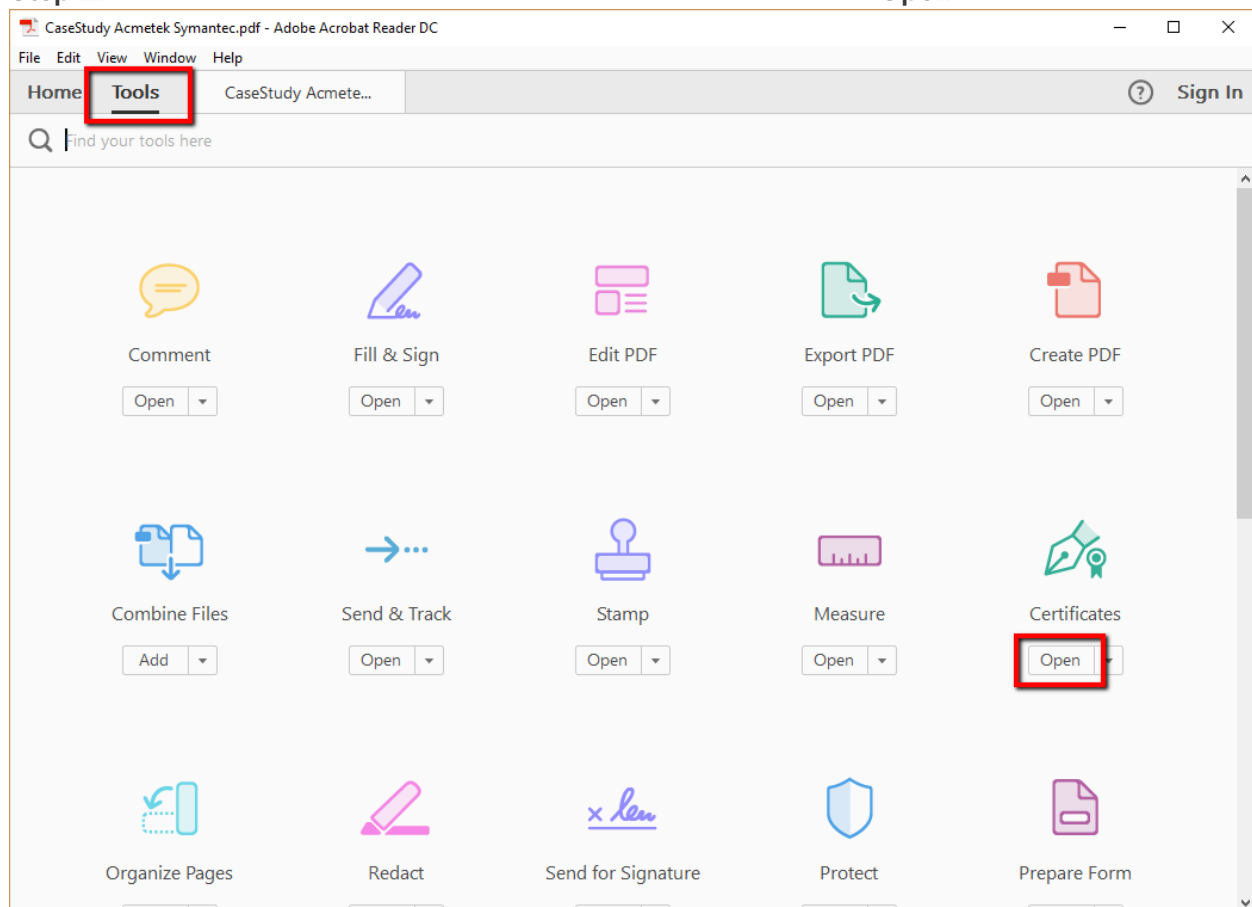 CaseStudy Acmetek Symantec.pdf - Adobe Acrobat Reader DC
File Edit View Window Help
Home Tools CaseStudy Acmete... ? Sign In
Find your tools here
Comment Fill & Sign Edit PDF Export PDF Create PDF
Open Open Open Open Open
Combine Files Send & Track Stamp Measure Certificates
Add Open Open Open Open
Organize Pages Redact Send for Signature Protect Prepare Form